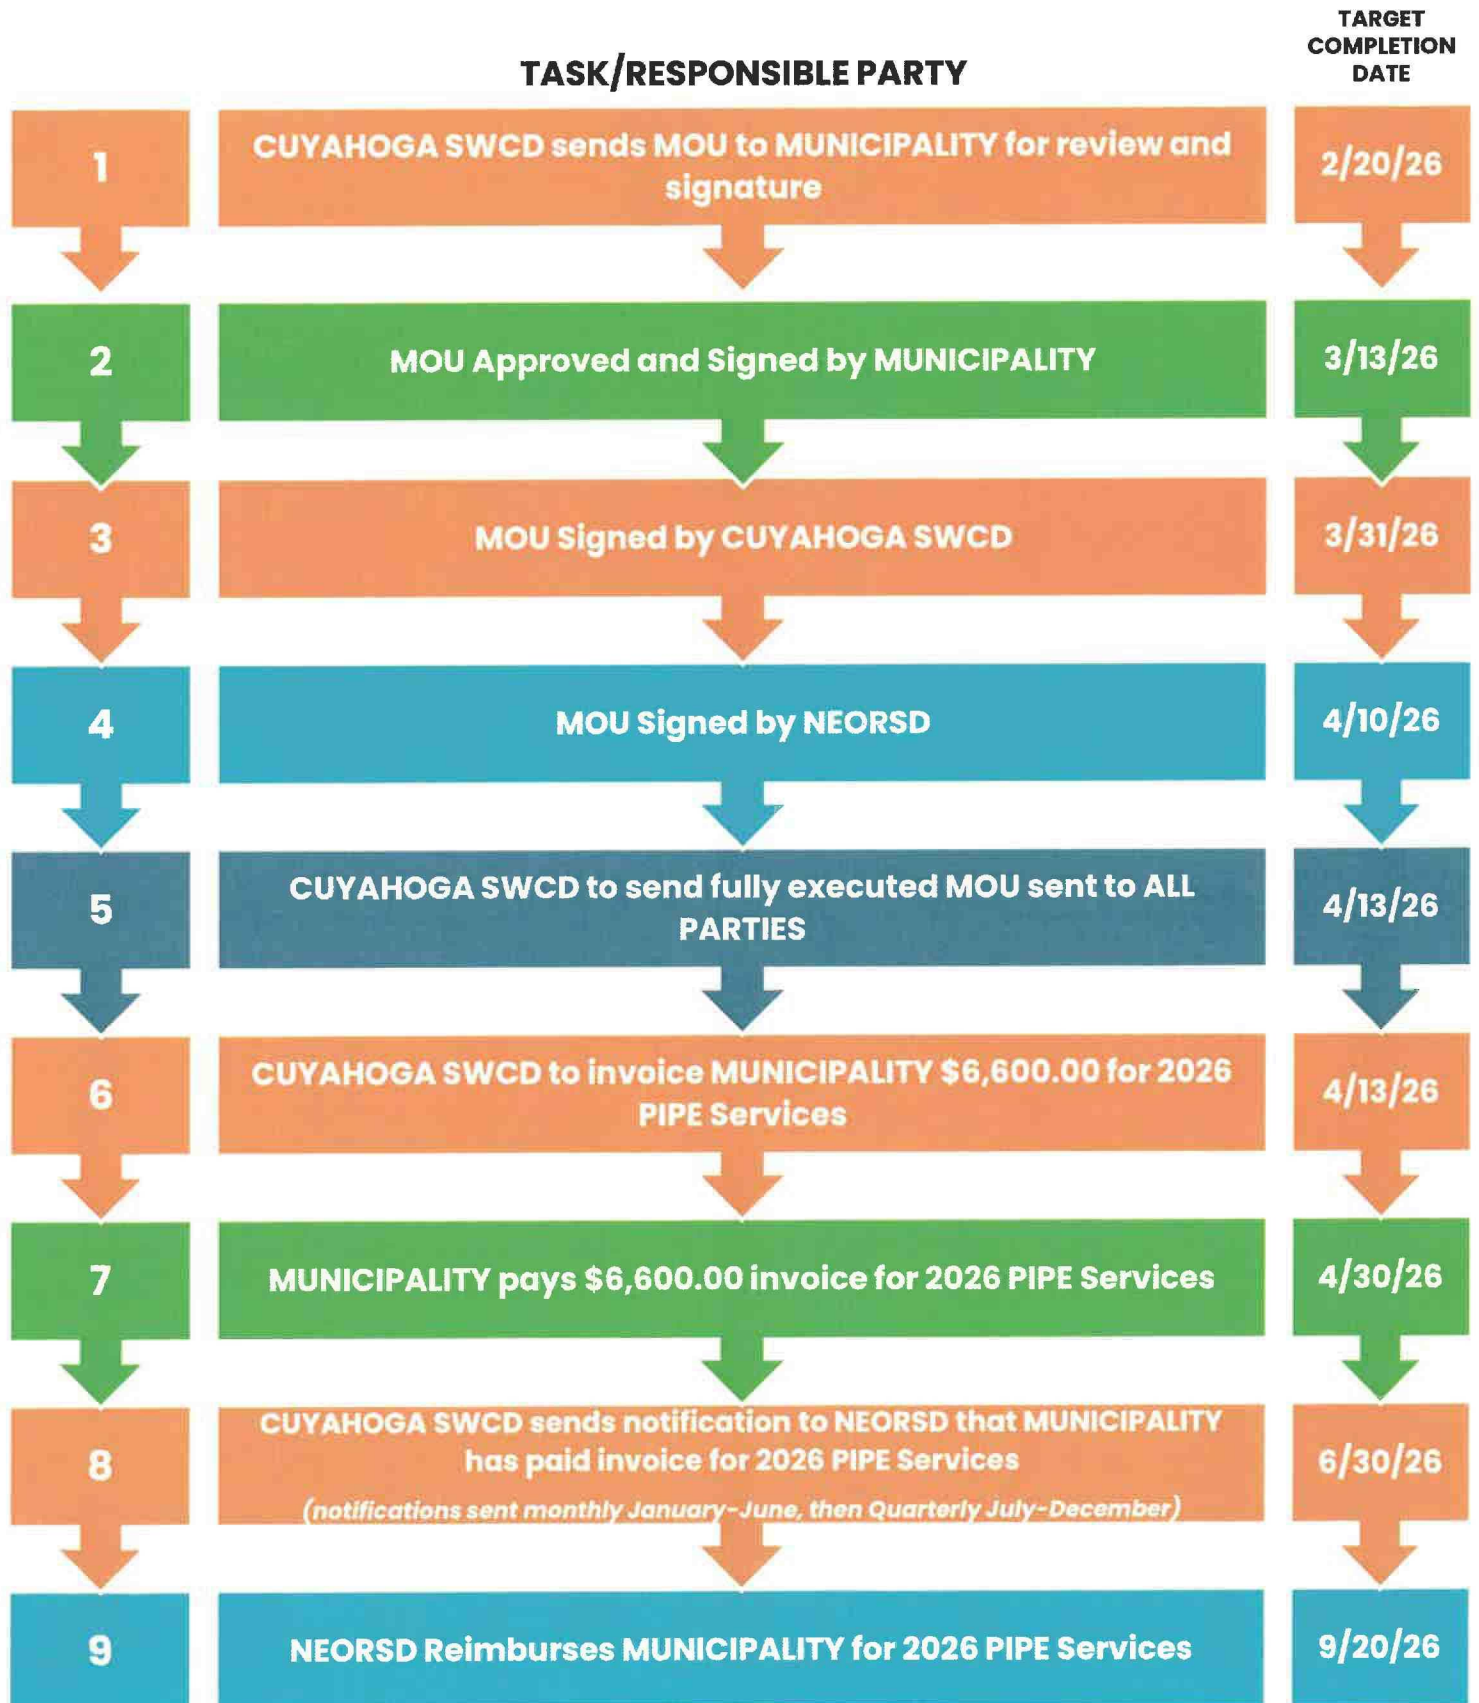 TASK/RESPONSIBLE PARTY
TARGET
COMPLETION
DATE
1
CUYAHOGA SWCD sends MOU to MUNICIPALITY for review and
signature
2/20/26
2
MOU Approved and Signed by MUNICIPALITY
3/13/26
3
MOU Signed by CUYAHOGA SWCD
3/31/26
4
MOU Signed by NEORSD
4/10/26
5
CUYAHOGA SWCD to send fully executed MOU sent to ALL
PARTIES
4/13/26
6
CUYAHOGA SWCD to invoice MUNICIPALITY $6,600.00 for 2026
PIPE Services
4/13/26
7
MUNICIPALITY pays $6,600.00 invoice for 2026 PIPE Services
4/30/26
8
CUYAHOGA SWCD sends notification to NEORSD that MUNICIPALITY
has paid invoice for 2026 PIPE Services
(notifications sent monthly January-June, then Quarterly July-December)
6/30/26
9
NEORSD Reimburses MUNICIPALITY for 2026 PIPE Services
9/20/26